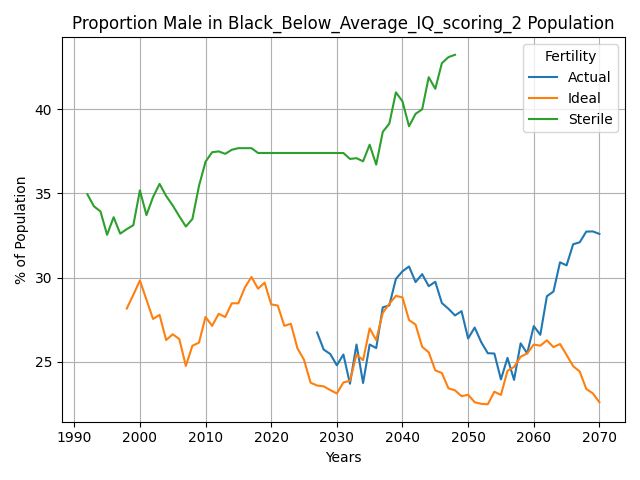 Proportion Male in Black_Below_Average_IQ_scoring_2 Population
Fertility
Actual
Ideal
Sterile
% of Population
40
35
30
25
1990
2000
2010
2020
2030
2040
2050
2060
2070
Years